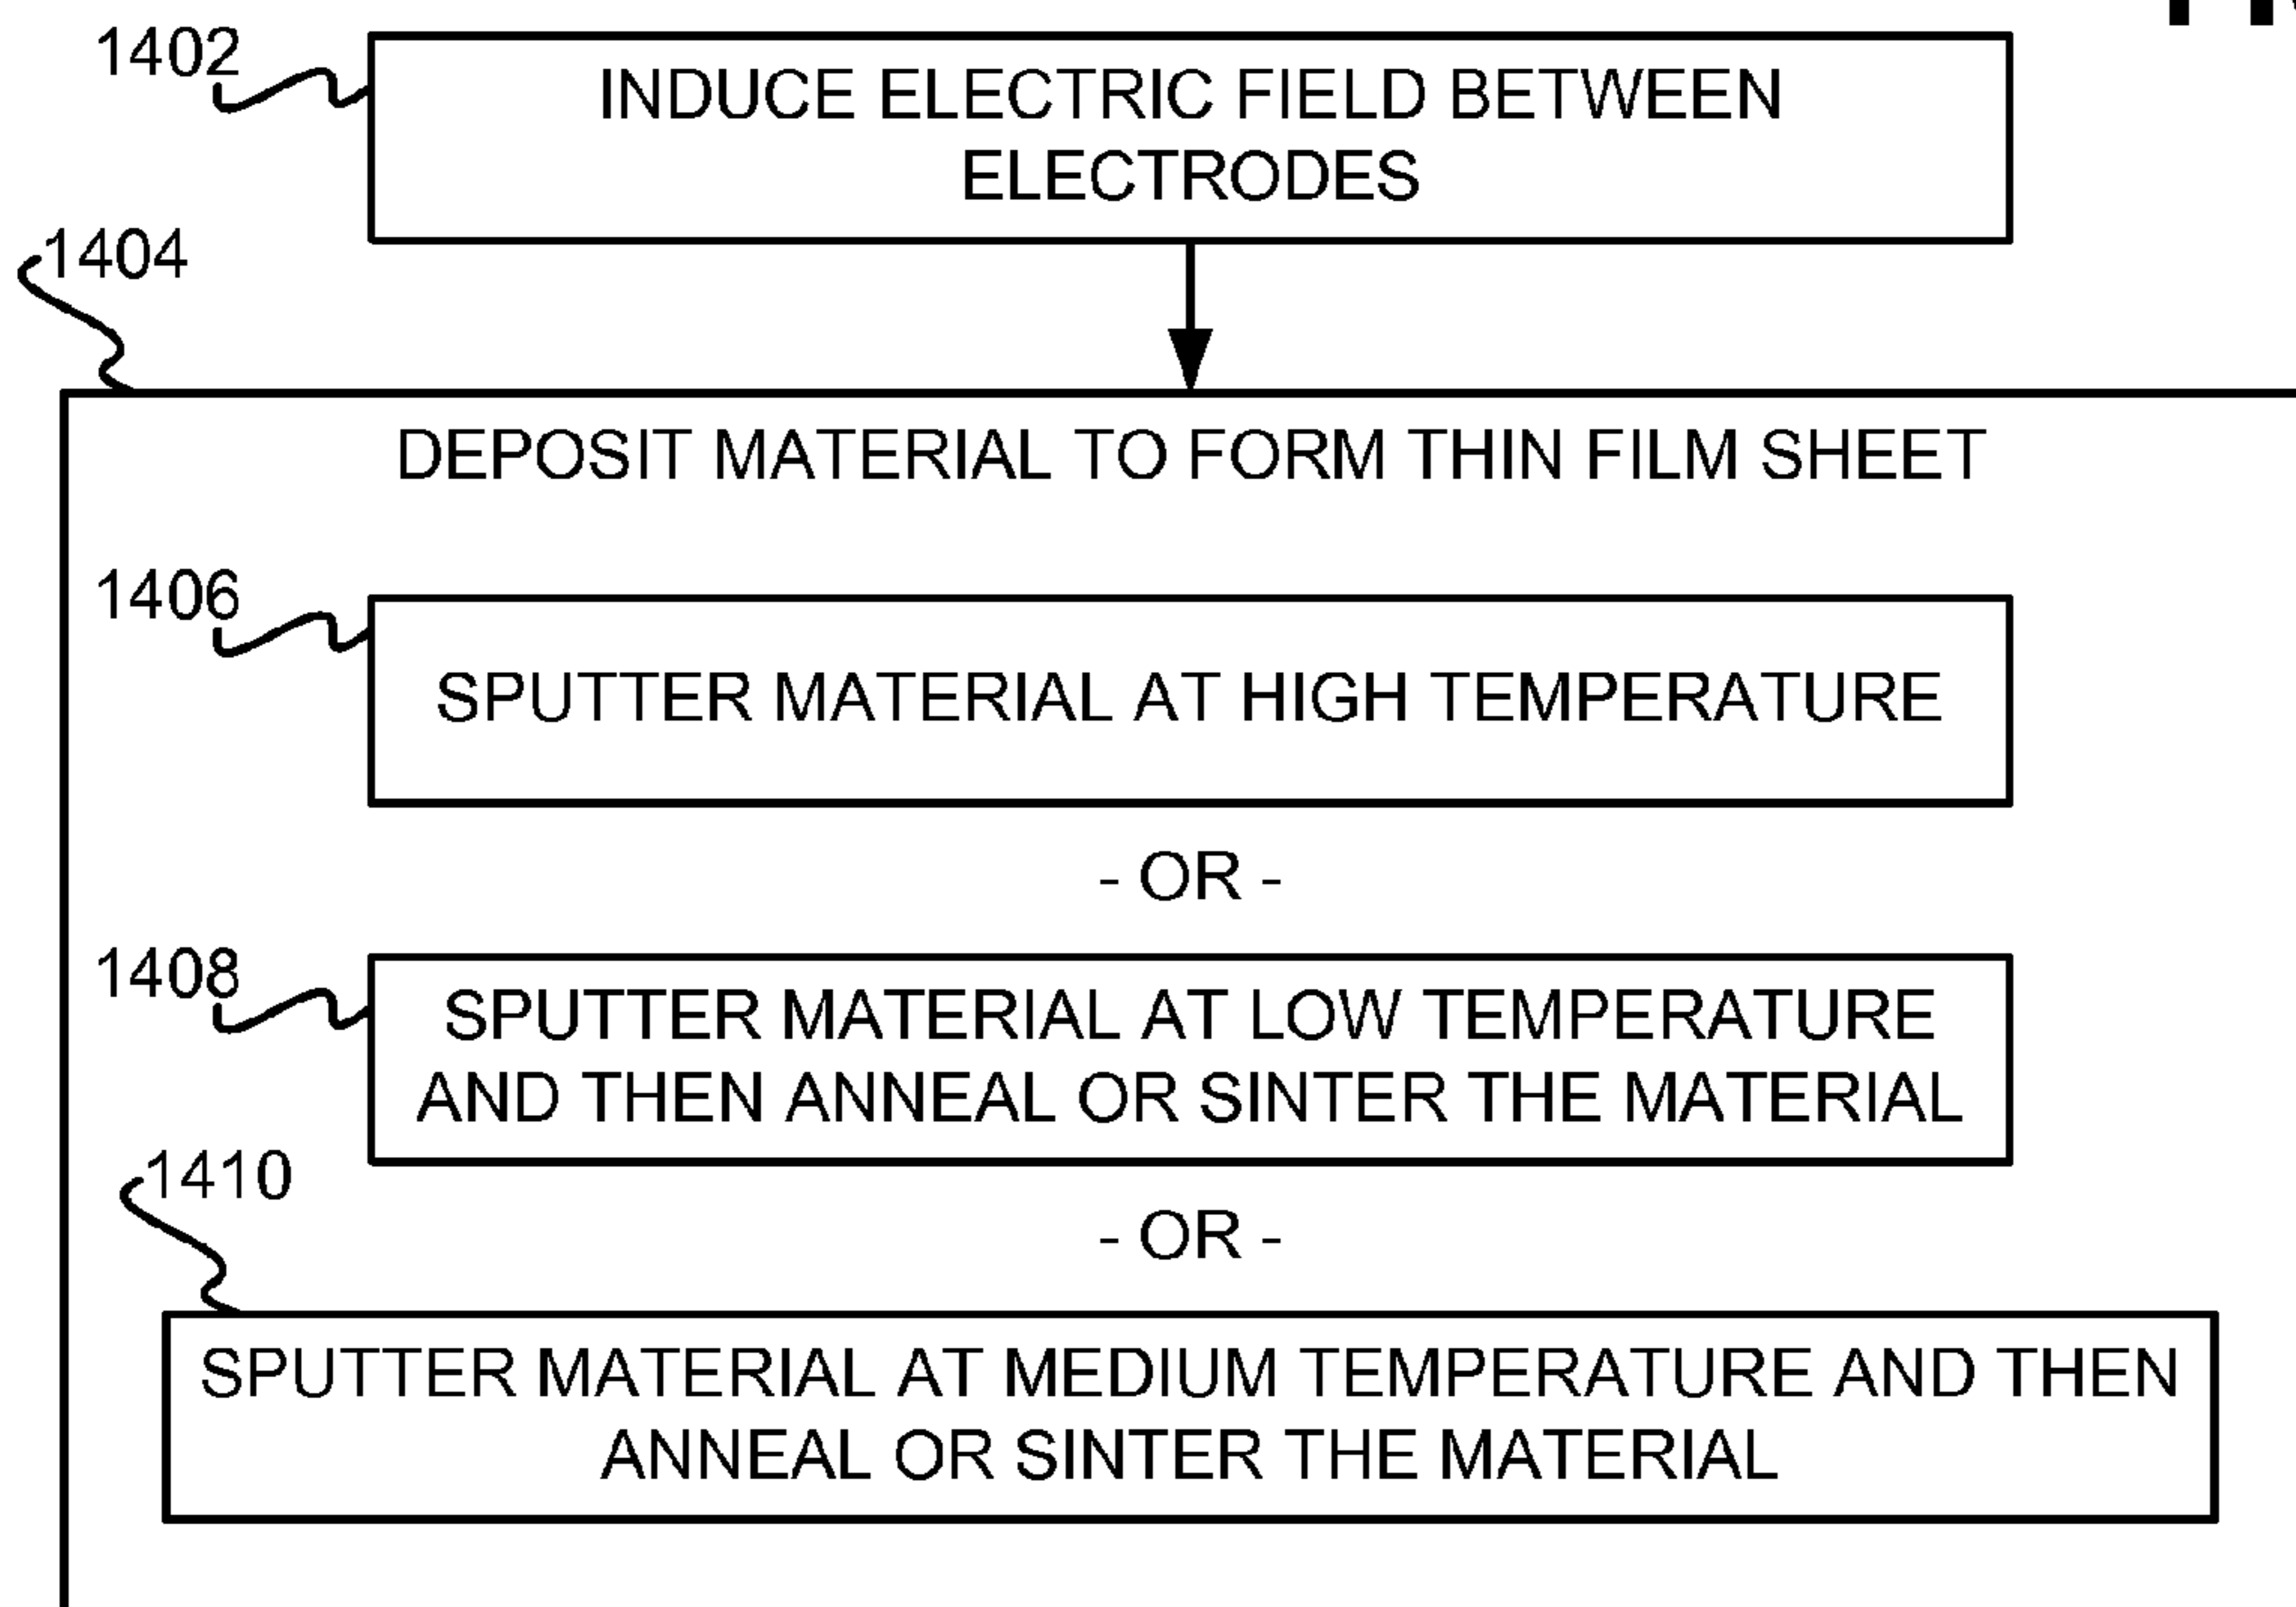 1402
INDUCE ELECTRIC FIELD BETWEEN
ELECTRODES
1404
DEPOSIT MATERIAL TO FORM THIN FILM SHEET
1406
SPUTTER MATERIAL AT HIGH TEMPERATURE
- OR -
1408
SPUTTER MATERIAL AT LOW TEMPERATURE
AND THEN ANNEAL OR SINTER THE MATERIAL
1410
- OR -
SPUTTER MATERIAL AT MEDIUM TEMPERATURE AND THEN
ANNEAL OR SINTER THE MATERIAL